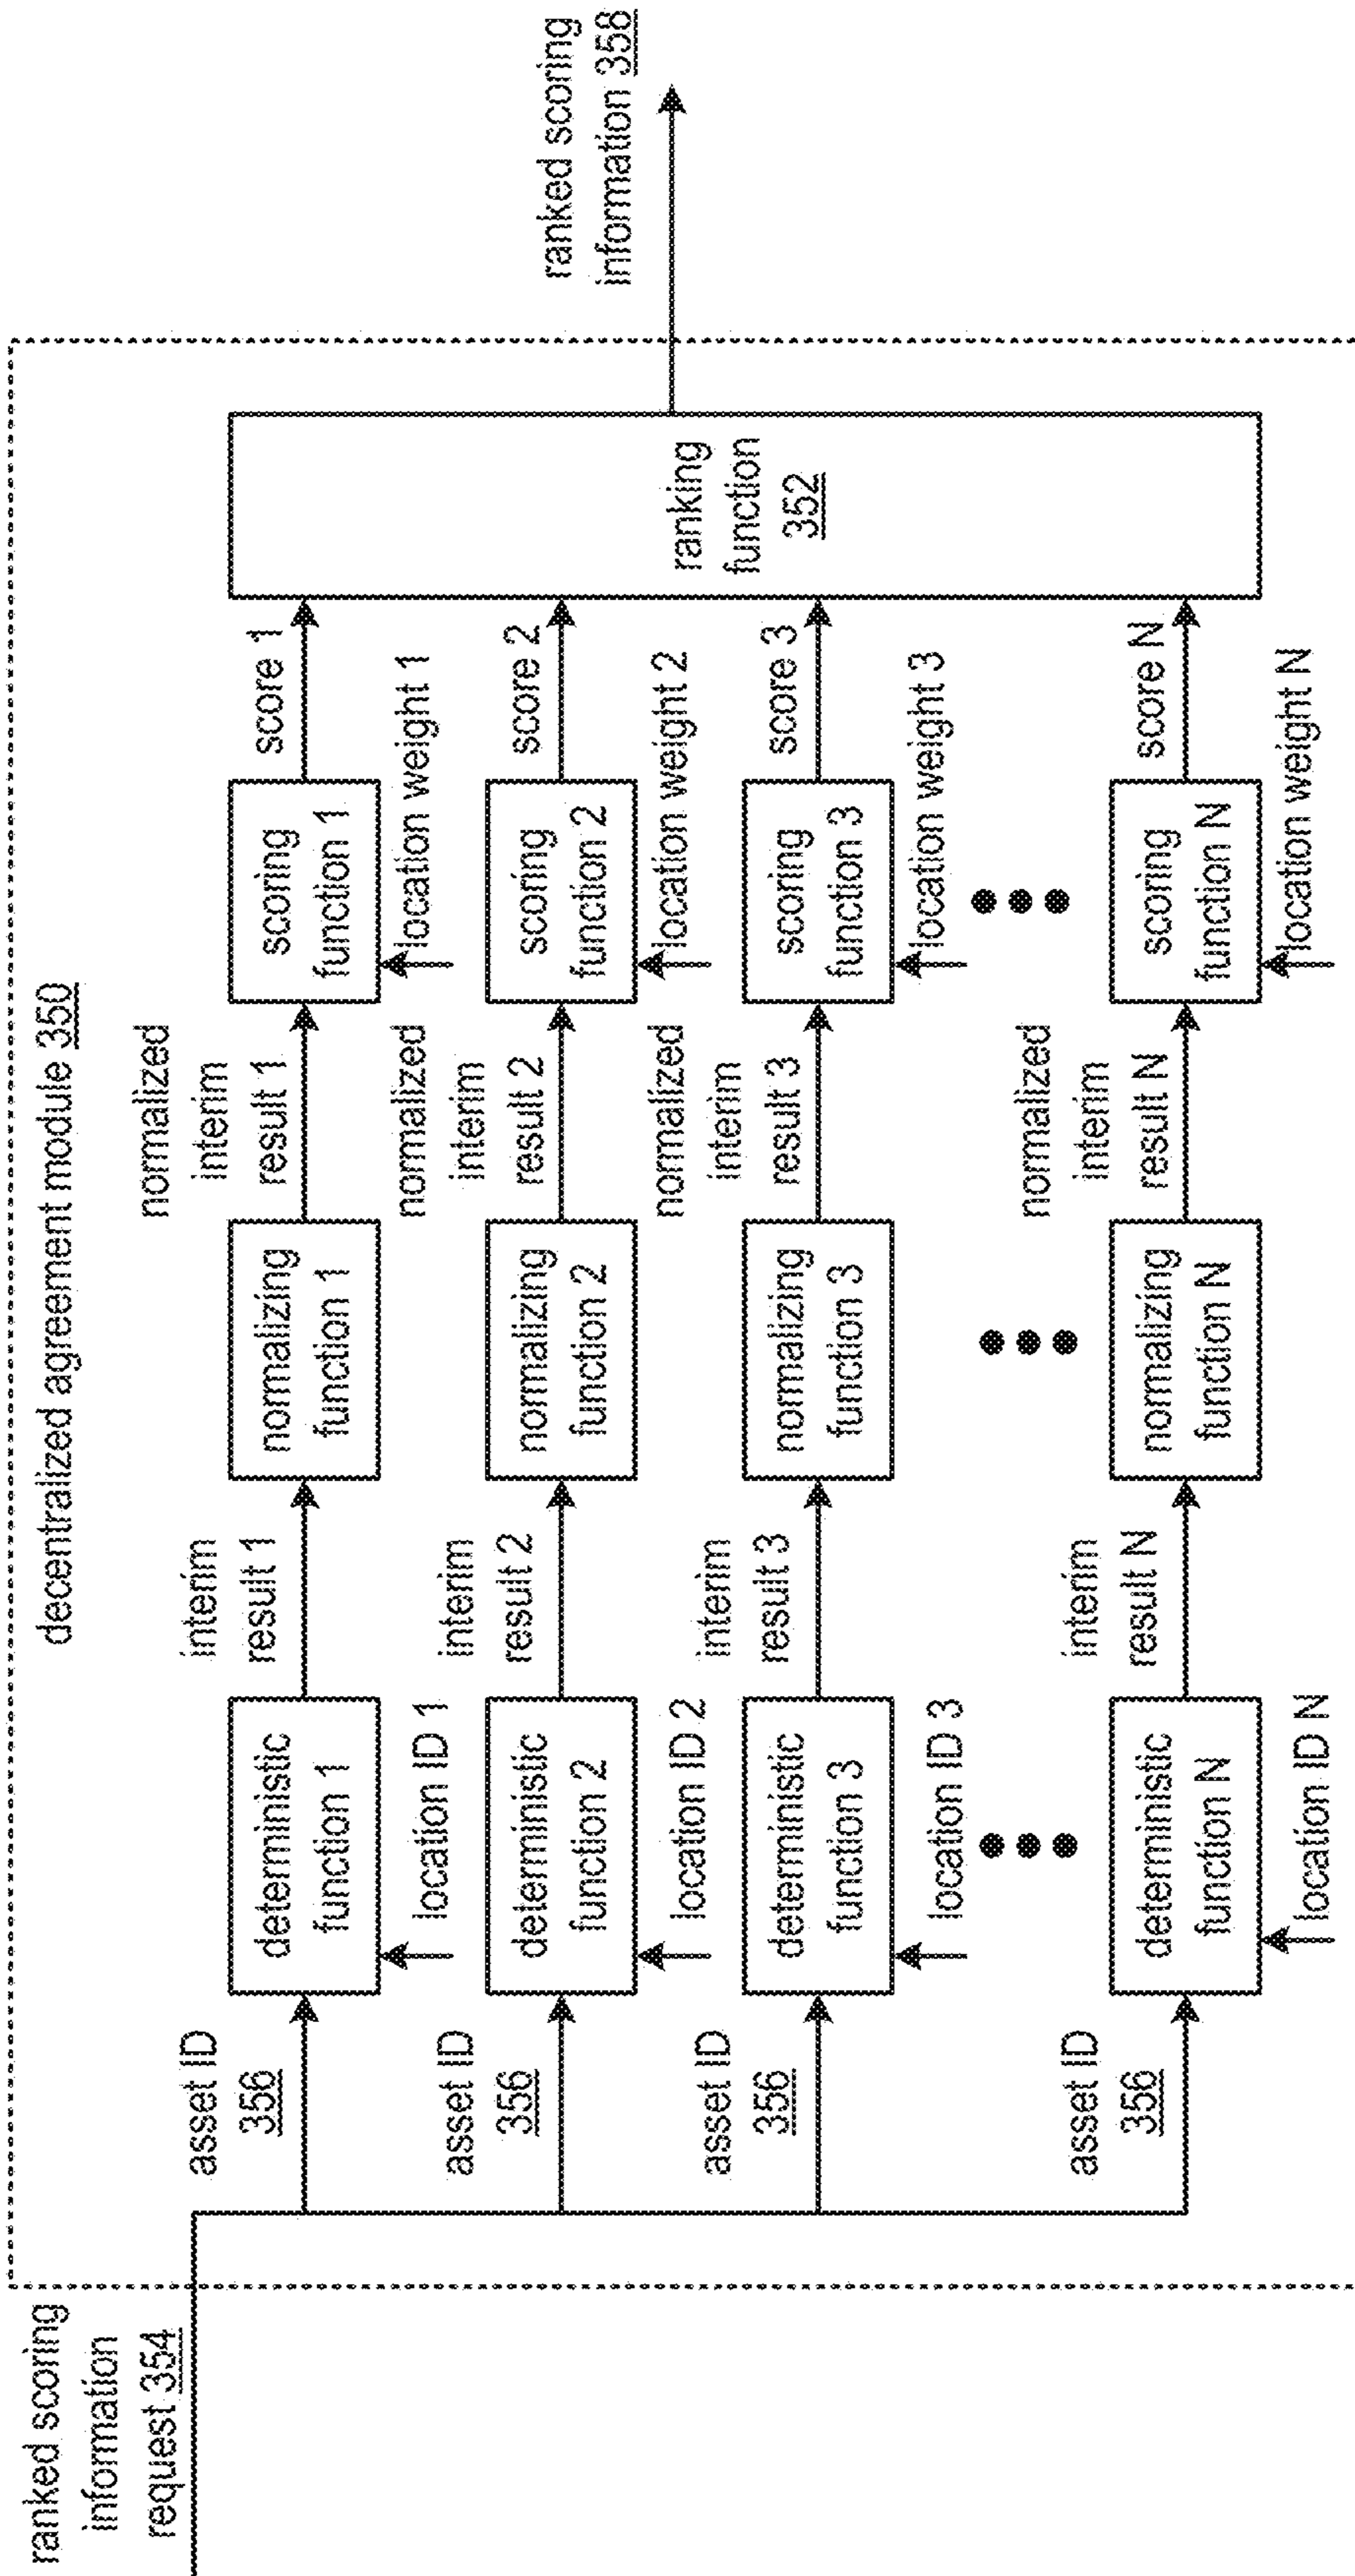 decentralized agreement module 350
ranked scoring
information
request 354
asset ID
356
deterministic
function 1
location ID 1
interim
result 1
normalizing
function 1
normalized
interim
result 1
scoring
function 1
location weight 1
score 1
asset ID
356
deterministic
function 2
location ID 2
interim
result 2
normalizing
function 2
normalized
interim
result 2
scoring
function 2
location weight 2
score 2
asset ID
356
deterministic
function 3
location ID 3
interim
result 3
normalizing
function 3
normalized
interim
result 3
scoring
function 3
location weight 3
score 3
asset ID
356
deterministic
function N
location ID N
interim
result N
normalizing
function N
normalized
interim
result N
scoring
function N
location weight N
score N
ranking
function
352
ranked scoring
information 358